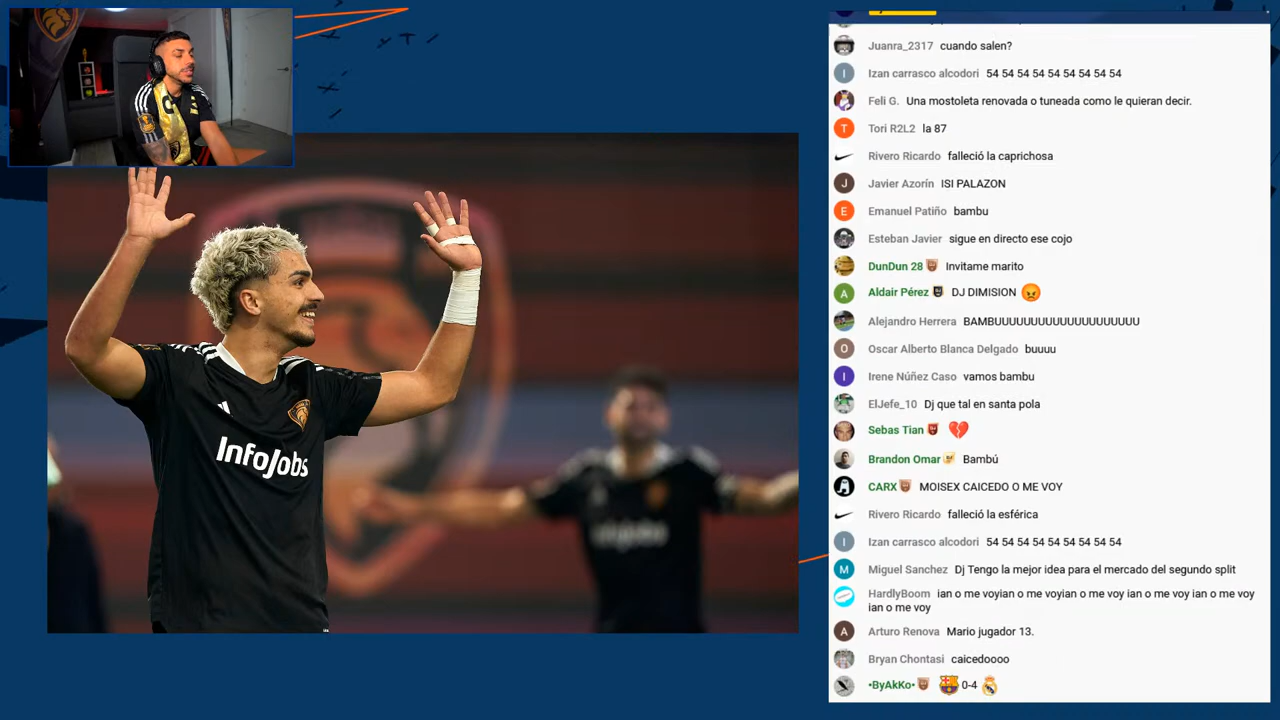 InfoJobs
Juanra_2317 cuando salen?
I Izan carrasco alcodori 54 54 54 54 54 54 54 54 54
Feli G. Una mostoleta renovada o tuneada como le quieran decir.
T Tori R2L2 la 87
Rivero Ricardo falleció la caprichosa
J Javier Azorín ISI PALAZON
E Emanuel Patiño bambu
Esteban Javier sigue en directo ese cojo
DunDun 28 Invitame marito
A Aldair Pérez DJ DIMISION
Alejandro Herrera BAMBUUUUUUUUUUUUUUUUUUUU
O Oscar Alberto Blanca Delgado buuuu
I Irene Núñez Caso vamos bambu
ElJefe_10 Dj que tal en santa pola
Sebas Tian
Brandon Omar Bambú
CARX MOISEX CAICEDO O ME VOY
Rivero Ricardo falleció la esférica
I Izan carrasco alcodori 54 54 54 54 54 54 54 54 54
M Miguel Sanchez Dj Tengo la mejor idea para el mercado del segundo split
HardlyBoom ian o me voyian o me voyian o me voy ian o me voy ian o me voy
ian o me voy
A Arturo Renova Mario jugador 13.
Bryan Chontasi caicedoooo
•ByAkKo• 0-4